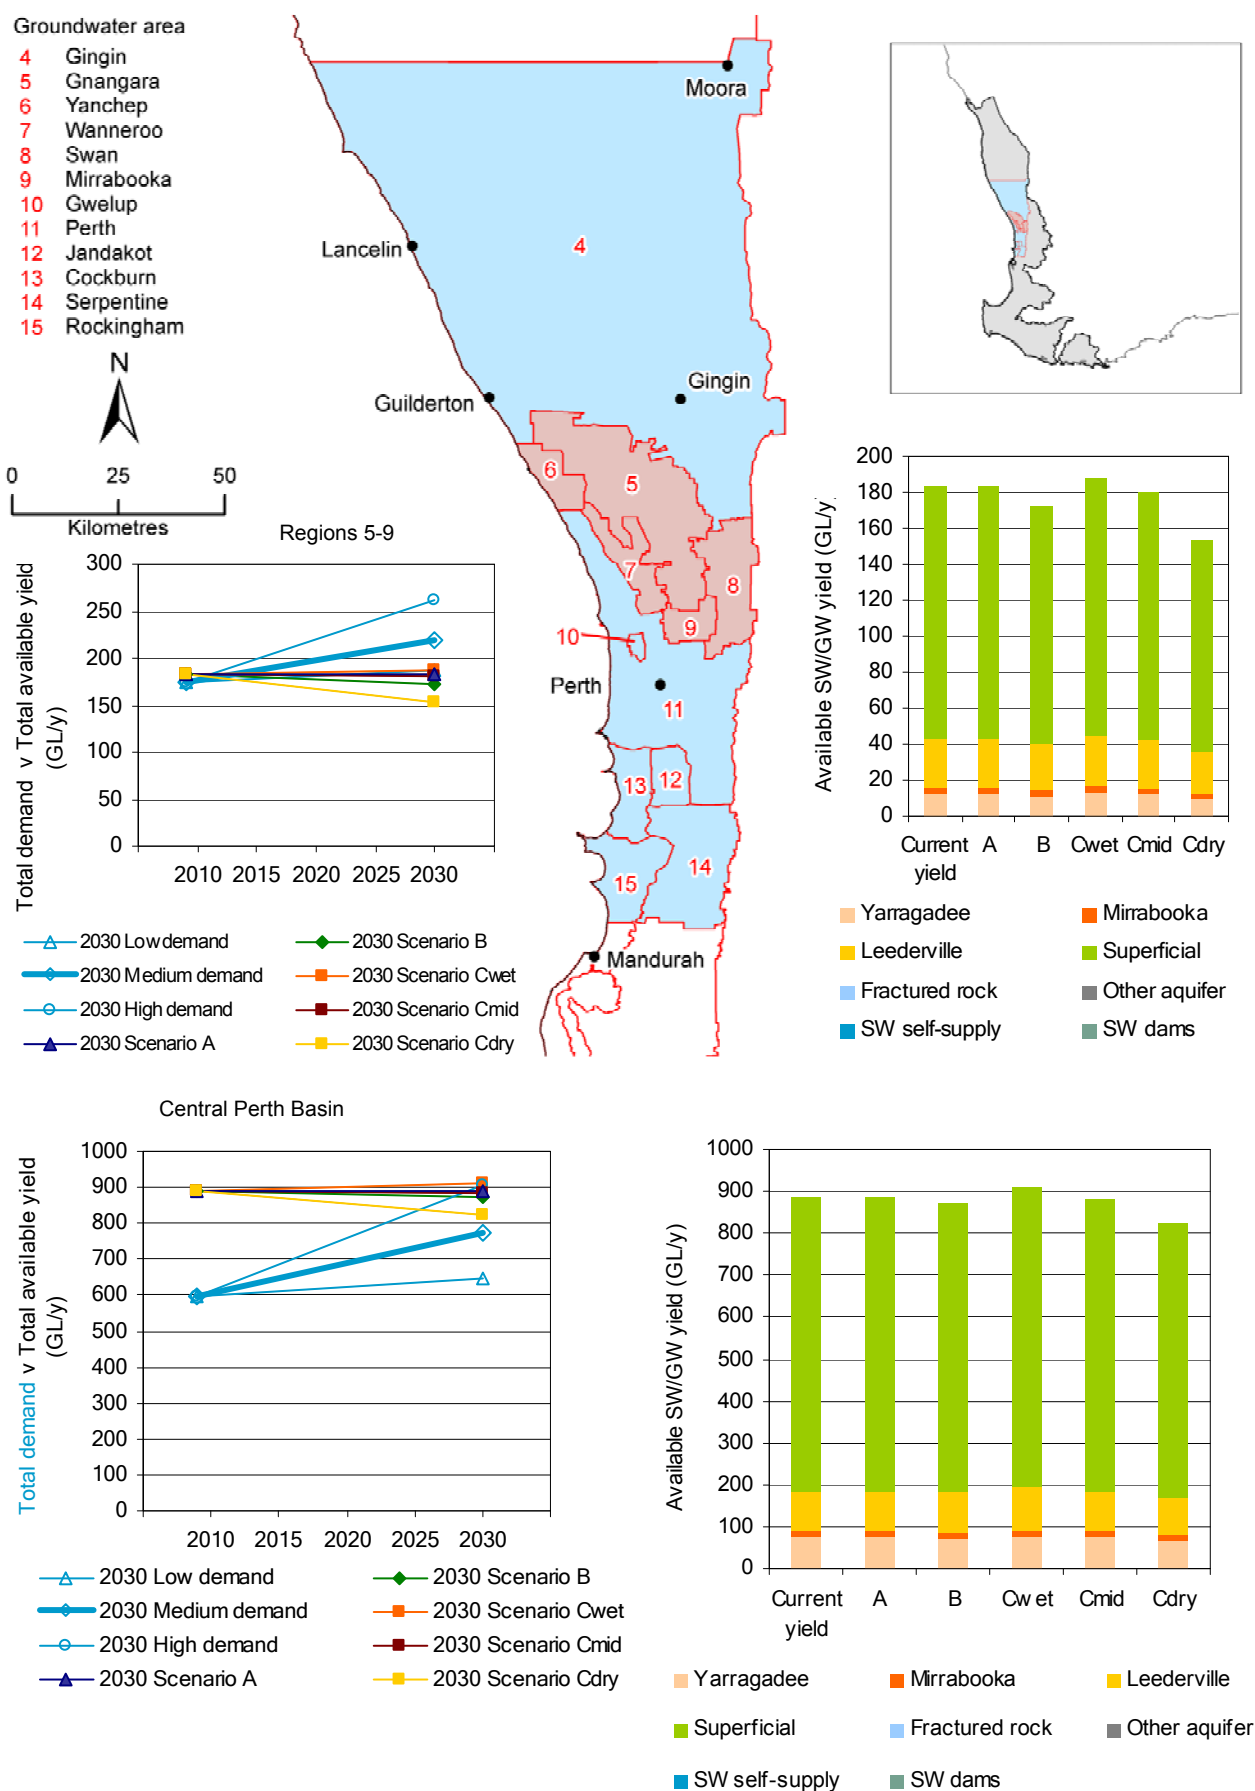 Groundwater area
4 Gingin
5 Gnangara
6 Yanchep
7 Wanneroo
8 Swan
9 Mirrabooka
10 Gwelup
11 Perth
12 Jandakot
13 Cockburn
14 Serpentine
15 Rockingham
N
0 25 50
Kilometres
Moora
Lancelin
4
Guilderton
Gingin
6
5
7
8
9
10
Perth
11
13
12
14
15
Mandurah
Regions 5-9
Total demand v Total available yield
(GL/y)
300
250
200
150
100
50
0
2010 2015 2020 2025 2030
2030 Low demand
2030 Scenario B
2030 Medium demand
2030 Scenario Cwet
2030 High demand
2030 Scenario Cmid
2030 Scenario A
2030 Scenario Cdry
Available SW/GW yield (GL/y)
200
180
160
140
120
100
80
60
40
20
0
Current yield A B Cwet Cmid Cdry
Yarragadee
Mirrabooka
Leederville
Superficial
Fractured rock
Other aquifer
SW self-supply
SW dams
Central Perth Basin
Total demand v Total available yield
(GL/y)
1000
900
800
700
600
500
400
300
200
100
0
2010 2015 2020 2025 2030
2030 Low demand
2030 Scenario B
2030 Medium demand
2030 Scenario Cwet
2030 High demand
2030 Scenario Cmid
2030 Scenario A
2030 Scenario Cdry
Available SW/GW yield (GL/y)
1000
900
800
700
600
500
400
300
200
100
0
Current yield A B Cwet Cmid Cdry
Yarragadee
Mirrabooka
Leederville
Superficial
Fractured rock
Other aquifer
SW self-supply
SW dams